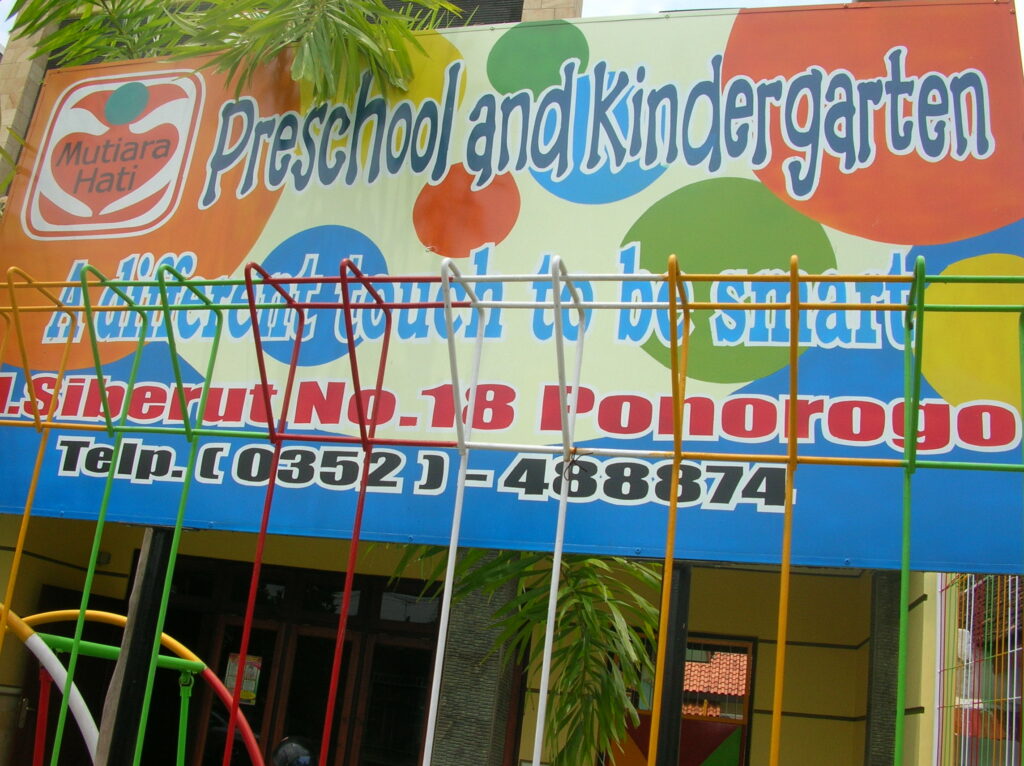 Mutiara
Hati
Preschool and Kindergarten
A different touch to be smart
l.Siberut No.18 Ponorogo
Telp. ( 0352 ) - 488874